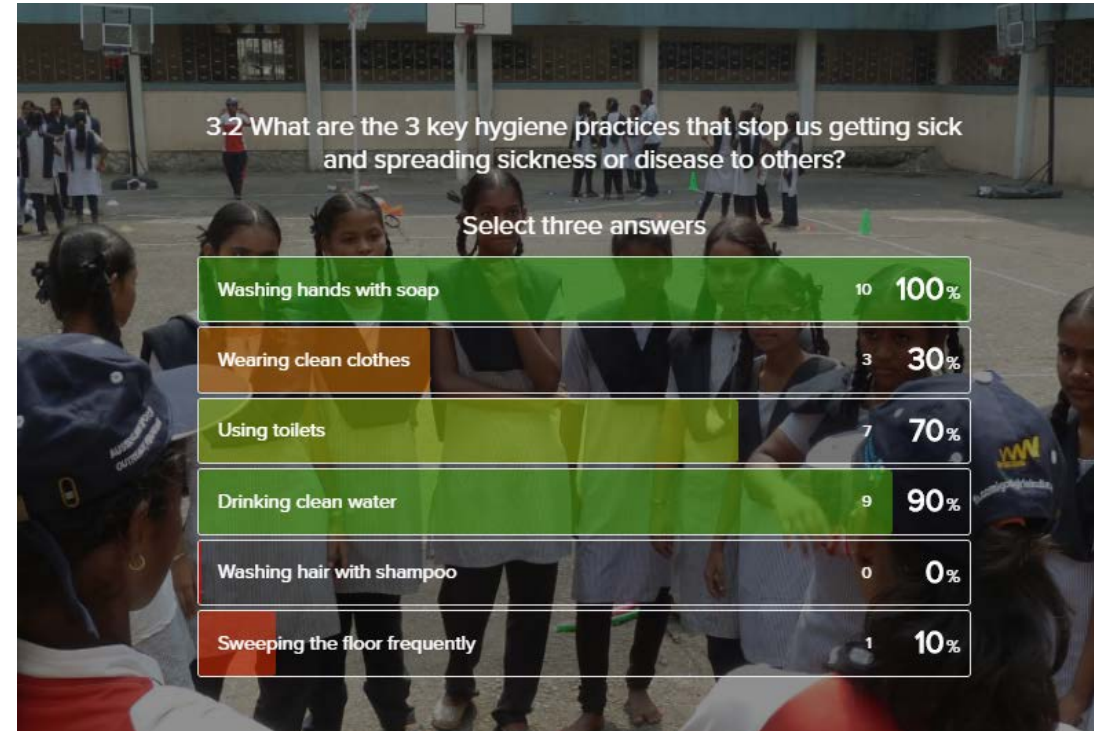 3.2 What are the 3 key hygiene practices that stop us getting sick
and spreading sickness or disease to others?
Select three answers
Washing hands with soap 10 100%
Wearing clean clothes 3 30%
Using toilets 7 70%
Drinking clean water 9 90%
Washing hair with shampoo 0 0%
Sweeping the floor frequently 1 10%